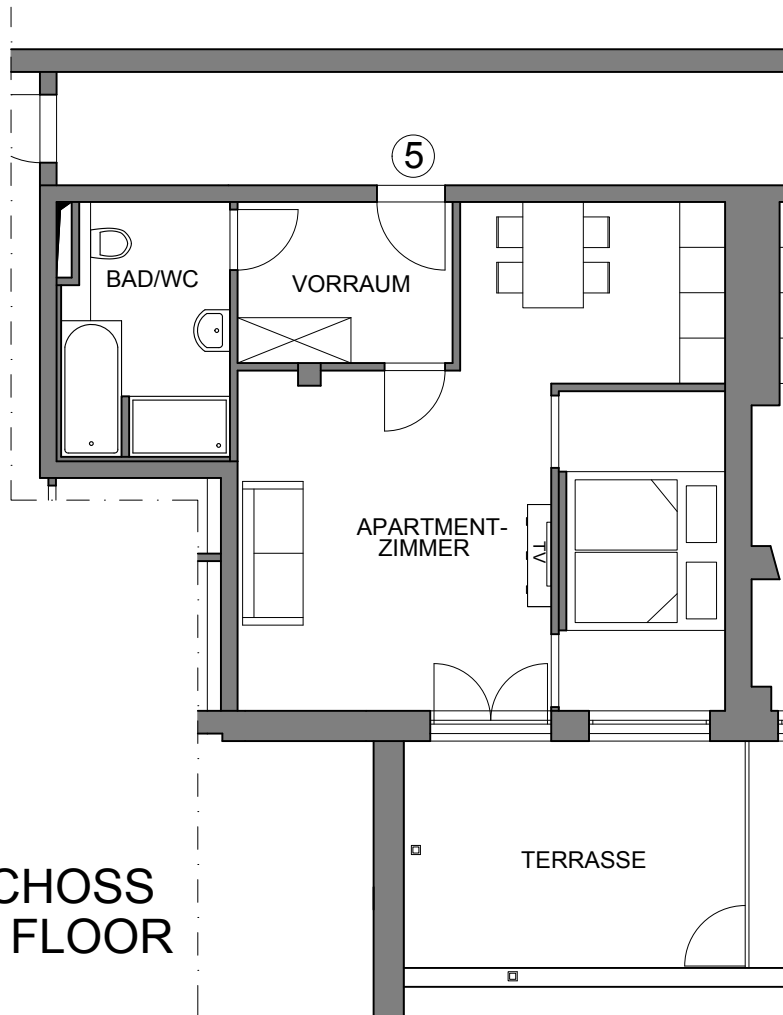 5
BAD/WC
VORRAUM
APARTMENT-
ZIMMER
TV
TERRASSE
CHOSS
FLOOR